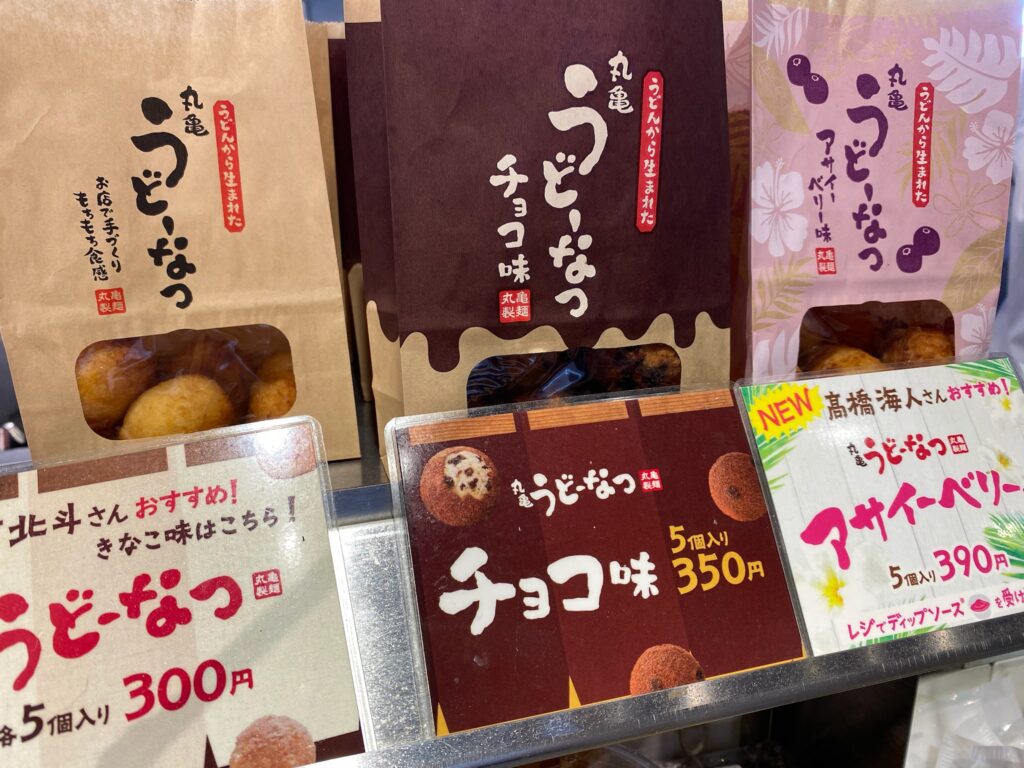 うどんから生まれた
丸亀
うどーなつ
お店で手づくり
もちもち食感
丸亀
製麺
うどんから生まれた
丸亀
うどーなつ
チョコ味
丸亀
製麺
うどんから生まれた
丸亀
うどーなつ
アサイー
ベリー味
丸亀
製麺
北斗さんおすすめ!
きなこ味はこちら!
うどーなつ
丸亀
製麺
各5個入り 300円
丸亀 うどーなつ
丸亀
製麺
チョコ味
5個入り
350円
NEW
髙橋海人さんおすすめ!
丸亀 うどーなつ
丸亀
製麺
アサイーベリー
5個入り 390円
レジでディップソース を受け